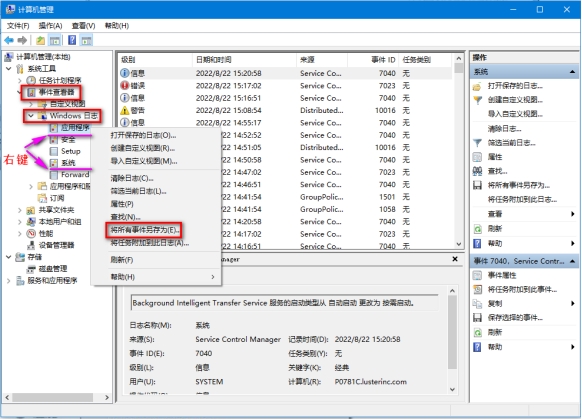 计算机管理
文件(F) 操作(A) 查看(V) 帮助(H)
计算机管理(本地)
系统工具
任务计划程序
事件查看器
自定义视图
Windows 日志
应用程序
安全
Setup
系统
Forward
应用程序和服
订阅
共享文件夹
本地用户和组
性能
设备管理器
存储
磁盘管理
服务和应用程序
右键
级别 日期和时间 来源 事件 ID 任务类别
信息 2022/8/22 15:20:58 Service Co... 7040 无
错误 2022/8/22 15:17:02 Service Co... 7023 无
信息 2022/8/22 15:16:51 Service Co... 7040 无
警告 2022/8/22 15:08:54 Distributed... 10016 无
信息 2022/8/22 14:55:17 Service Co... 7040 无
14:52:52 Service Co... 7040 无
14:51:05 Distributed... 10016 无
14:47:02 Service Co... 7023 无
14:46:51 Service Co... 7040 无
14:46:54 GroupPolic... 1501 无
14:41:54 GroupPolic... 1058 无
14:20:58 Service Co... 7040 无
14:17:02 Service Co... 7023 无
14:16:51 Service Co... 7040 无
打开保存的日志(O)...
创建自定义视图(R)...
导入自定义视图(M)...
清除日志(C)...
筛选当前日志(L)...
属性(P)
查找(N)...
将所有事件另存为(E)...
将任务附加到此日志(A)...
刷新(F)
帮助(H)
nager
Background Intelligent Transfer Service 服务的启动类型从 自动启动 更改为 按需启动。
日志名称(M): 系统
来源(S): Service Control Manager 记录时间(D): 2022/8/22 15:20:58
事件 ID(E): 7040 任务类别(Y): 无
级别(L): 信息 关键字(K): 经典
用户(U): SYSTEM 计算机(R): P0781C.lusterinc.com
操作代码(O): 信息
操作
系统
打开保存的日志...
创建自定义视图...
导入自定义视图...
清除日志...
筛选当前日志...
属性
查找...
将所有事件另存为...
将任务附加到此日志...
查看
刷新
帮助
事件 7040，Service Contr...
事件属性
将任务附加到此事件...
复制
保存选择的事件...
刷新
帮助